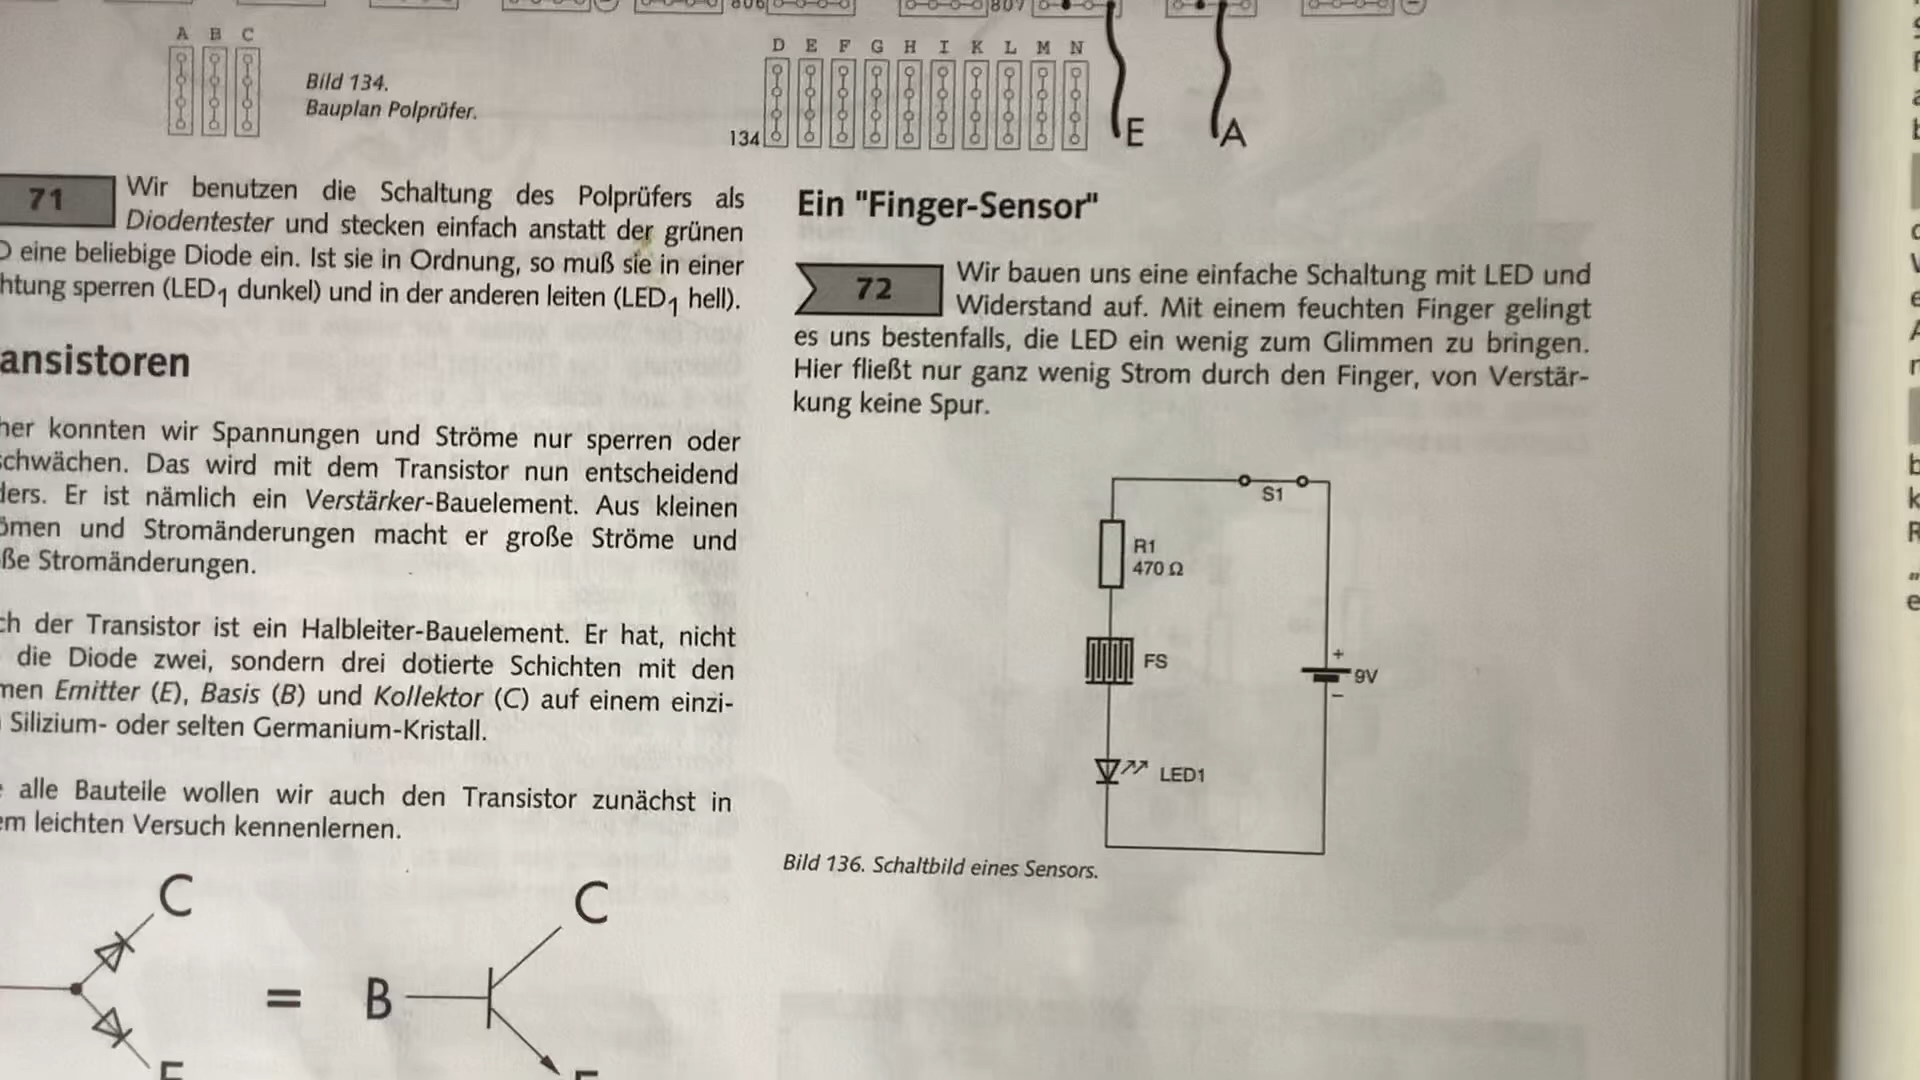 806
807
A B C
Bild 134.
Bauplan Polprüfer.
D E F G H I K L M N
134
E
A
71
Wir benutzen die Schaltung des Polprüfers als
Diodentester und stecken einfach anstatt der grünen
D eine beliebige Diode ein. Ist sie in Ordnung, so muß sie in einer
htung sperren (LED1 dunkel) und in der anderen leiten (LED1 hell).
ansistoren
her konnten wir Spannungen und Ströme nur sperren oder
schwächen. Das wird mit dem Transistor nun entscheidend
ders. Er ist nämlich ein Verstärker-Bauelement. Aus kleinen
ömen und Stromänderungen macht er große Ströme und
ße Stromänderungen.
ch der Transistor ist ein Halbleiter-Bauelement. Er hat, nicht
die Diode zwei, sondern drei dotierte Schichten mit den
men Emitter (E), Basis (B) und Kollektor (C) auf einem einzi-
Silizium- oder selten Germanium-Kristall.
alle Bauteile wollen wir auch den Transistor zunächst in
em leichten Versuch kennenlernen.
C
=
B
C
Ein "Finger-Sensor"
72
Wir bauen uns eine einfache Schaltung mit LED und
Widerstand auf. Mit einem feuchten Finger gelingt
es uns bestenfalls, die LED ein wenig zum Glimmen zu bringen.
Hier fließt nur ganz wenig Strom durch den Finger, von Verstär-
kung keine Spur.
S1
R1
470 Ω
FS
+
9V
–
LED1
Bild 136. Schaltbild eines Sensors.